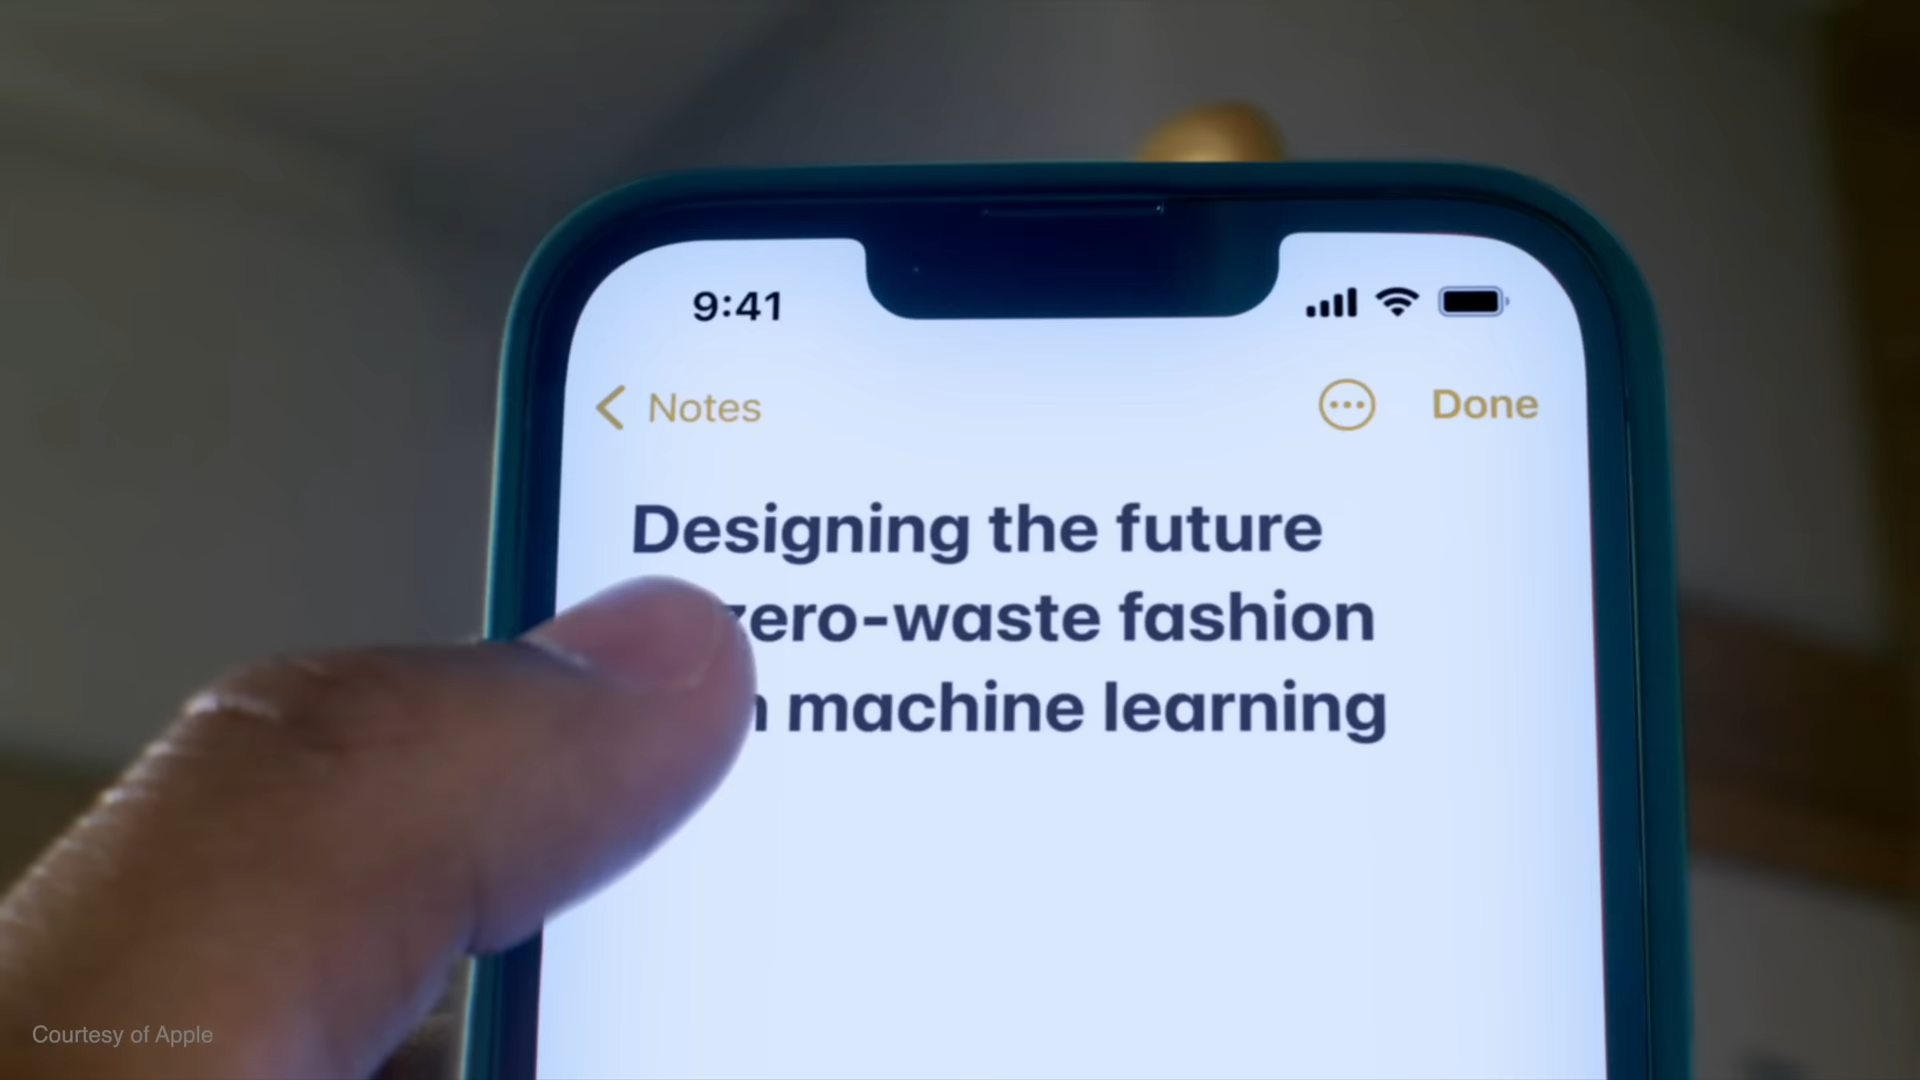 9:41
Notes
Done
Designing the future
zero-waste fashion
machine learning
Courtesy of Apple